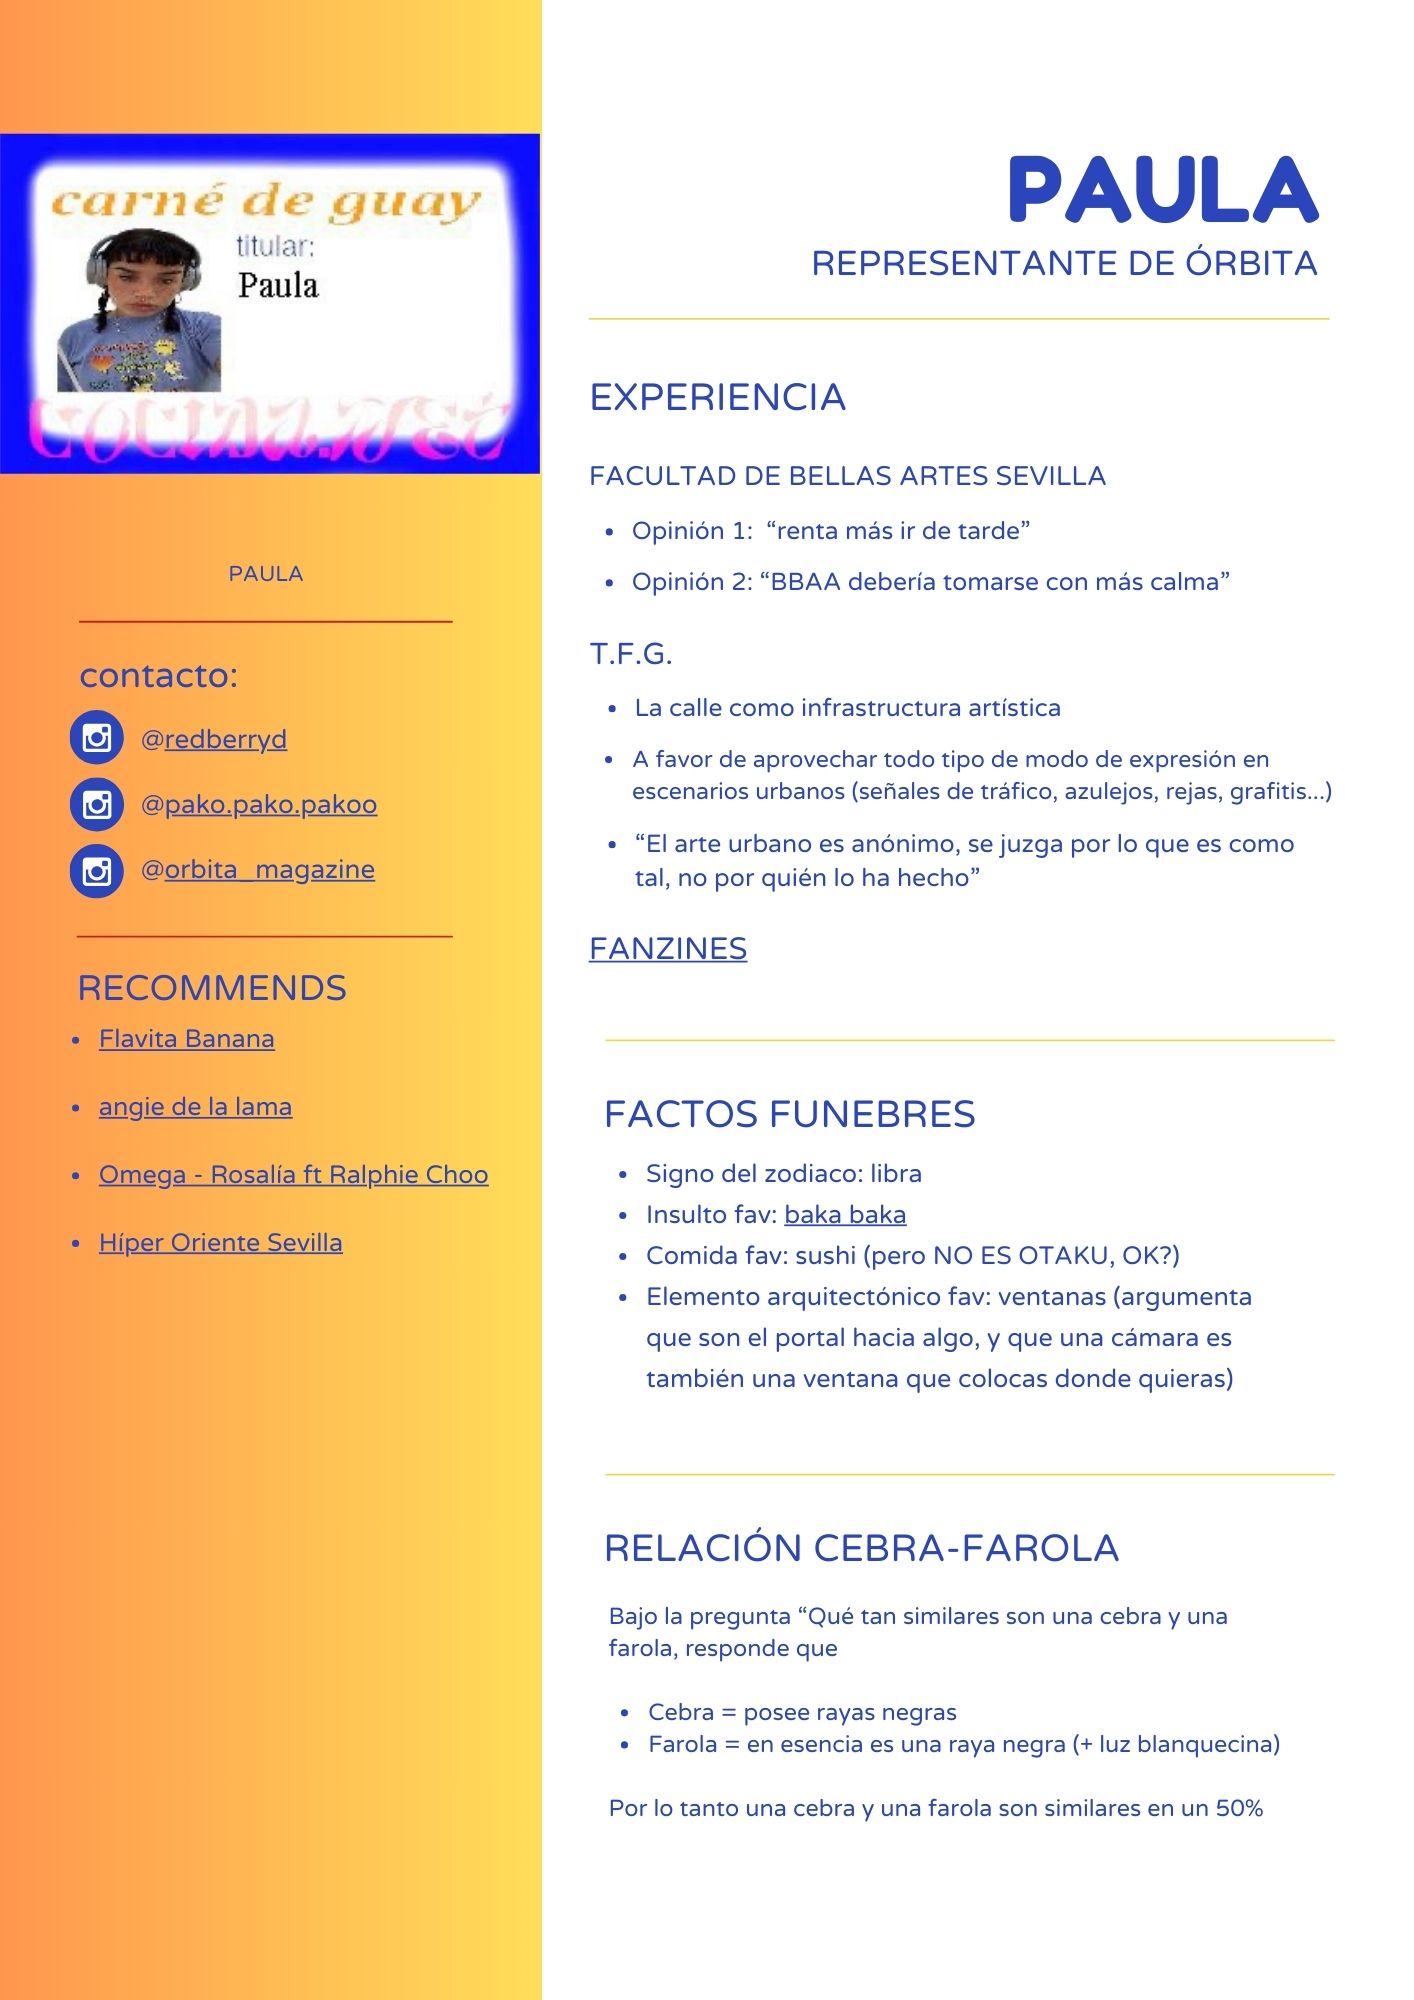 carné de guay
titular:
Paula
PAULA
contacto:
@redberryd
@pako.pako.pakoo
@orbita_magazine
RECOMMENDS
• Flavita Banana
• angie de la lama
• Omega - Rosalía ft Ralphie Choo
• Híper Oriente Sevilla
PAULA
REPRESENTANTE DE ÓRBITA
EXPERIENCIA
FACULTAD DE BELLAS ARTES SEVILLA
• Opinión 1:  “renta más ir de tarde”
• Opinión 2: “BBAA debería tomarse con más calma”
T.F.G.
• La calle como infrastructura artística
• A favor de aprovechar todo tipo de modo de expresión en
escenarios urbanos (señales de tráfico, azulejos, rejas, grafitis...)
• “El arte urbano es anónimo, se juzga por lo que es como
tal, no por quién lo ha hecho”
FANZINES
FACTOS FUNEBRES
• Signo del zodiaco: libra
• Insulto fav: baka baka
• Comida fav: sushi (pero NO ES OTAKU, OK?)
• Elemento arquitectónico fav: ventanas (argumenta
que son el portal hacia algo, y que una cámara es
también una ventana que colocas donde quieras)
RELACIÓN CEBRA-FAROLA
Bajo la pregunta “Qué tan similares son una cebra y una
farola, responde que
• Cebra = posee rayas negras
• Farola = en esencia es una raya negra (+ luz blanquecina)
Por lo tanto una cebra y una farola son similares en un 50%